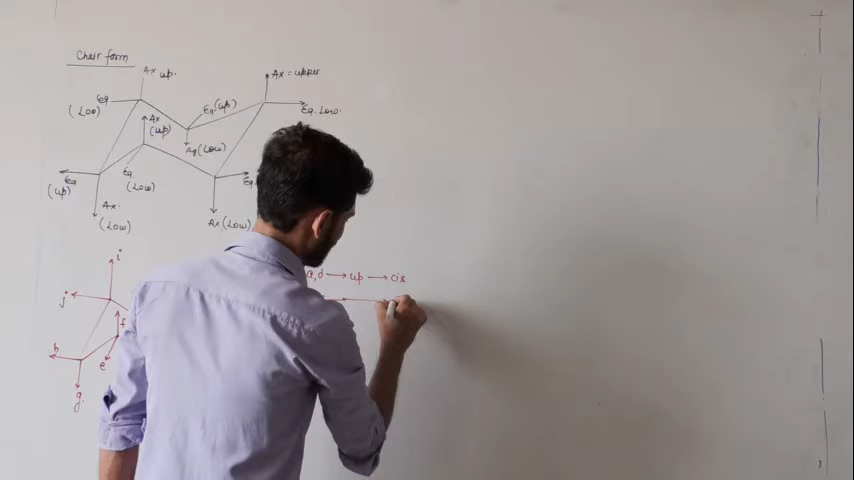 Chair form
Ax up.
Ax = upper
Eq
(Low)
Eq (up)
Eq. Low.
Ax
(up)
Aq (Low)
Eq.
(Low)
Eq
(up)
Eq
Ax.
(Low)
Ax (Low)
i
j
f
h
e
g.
a,d → up → cis